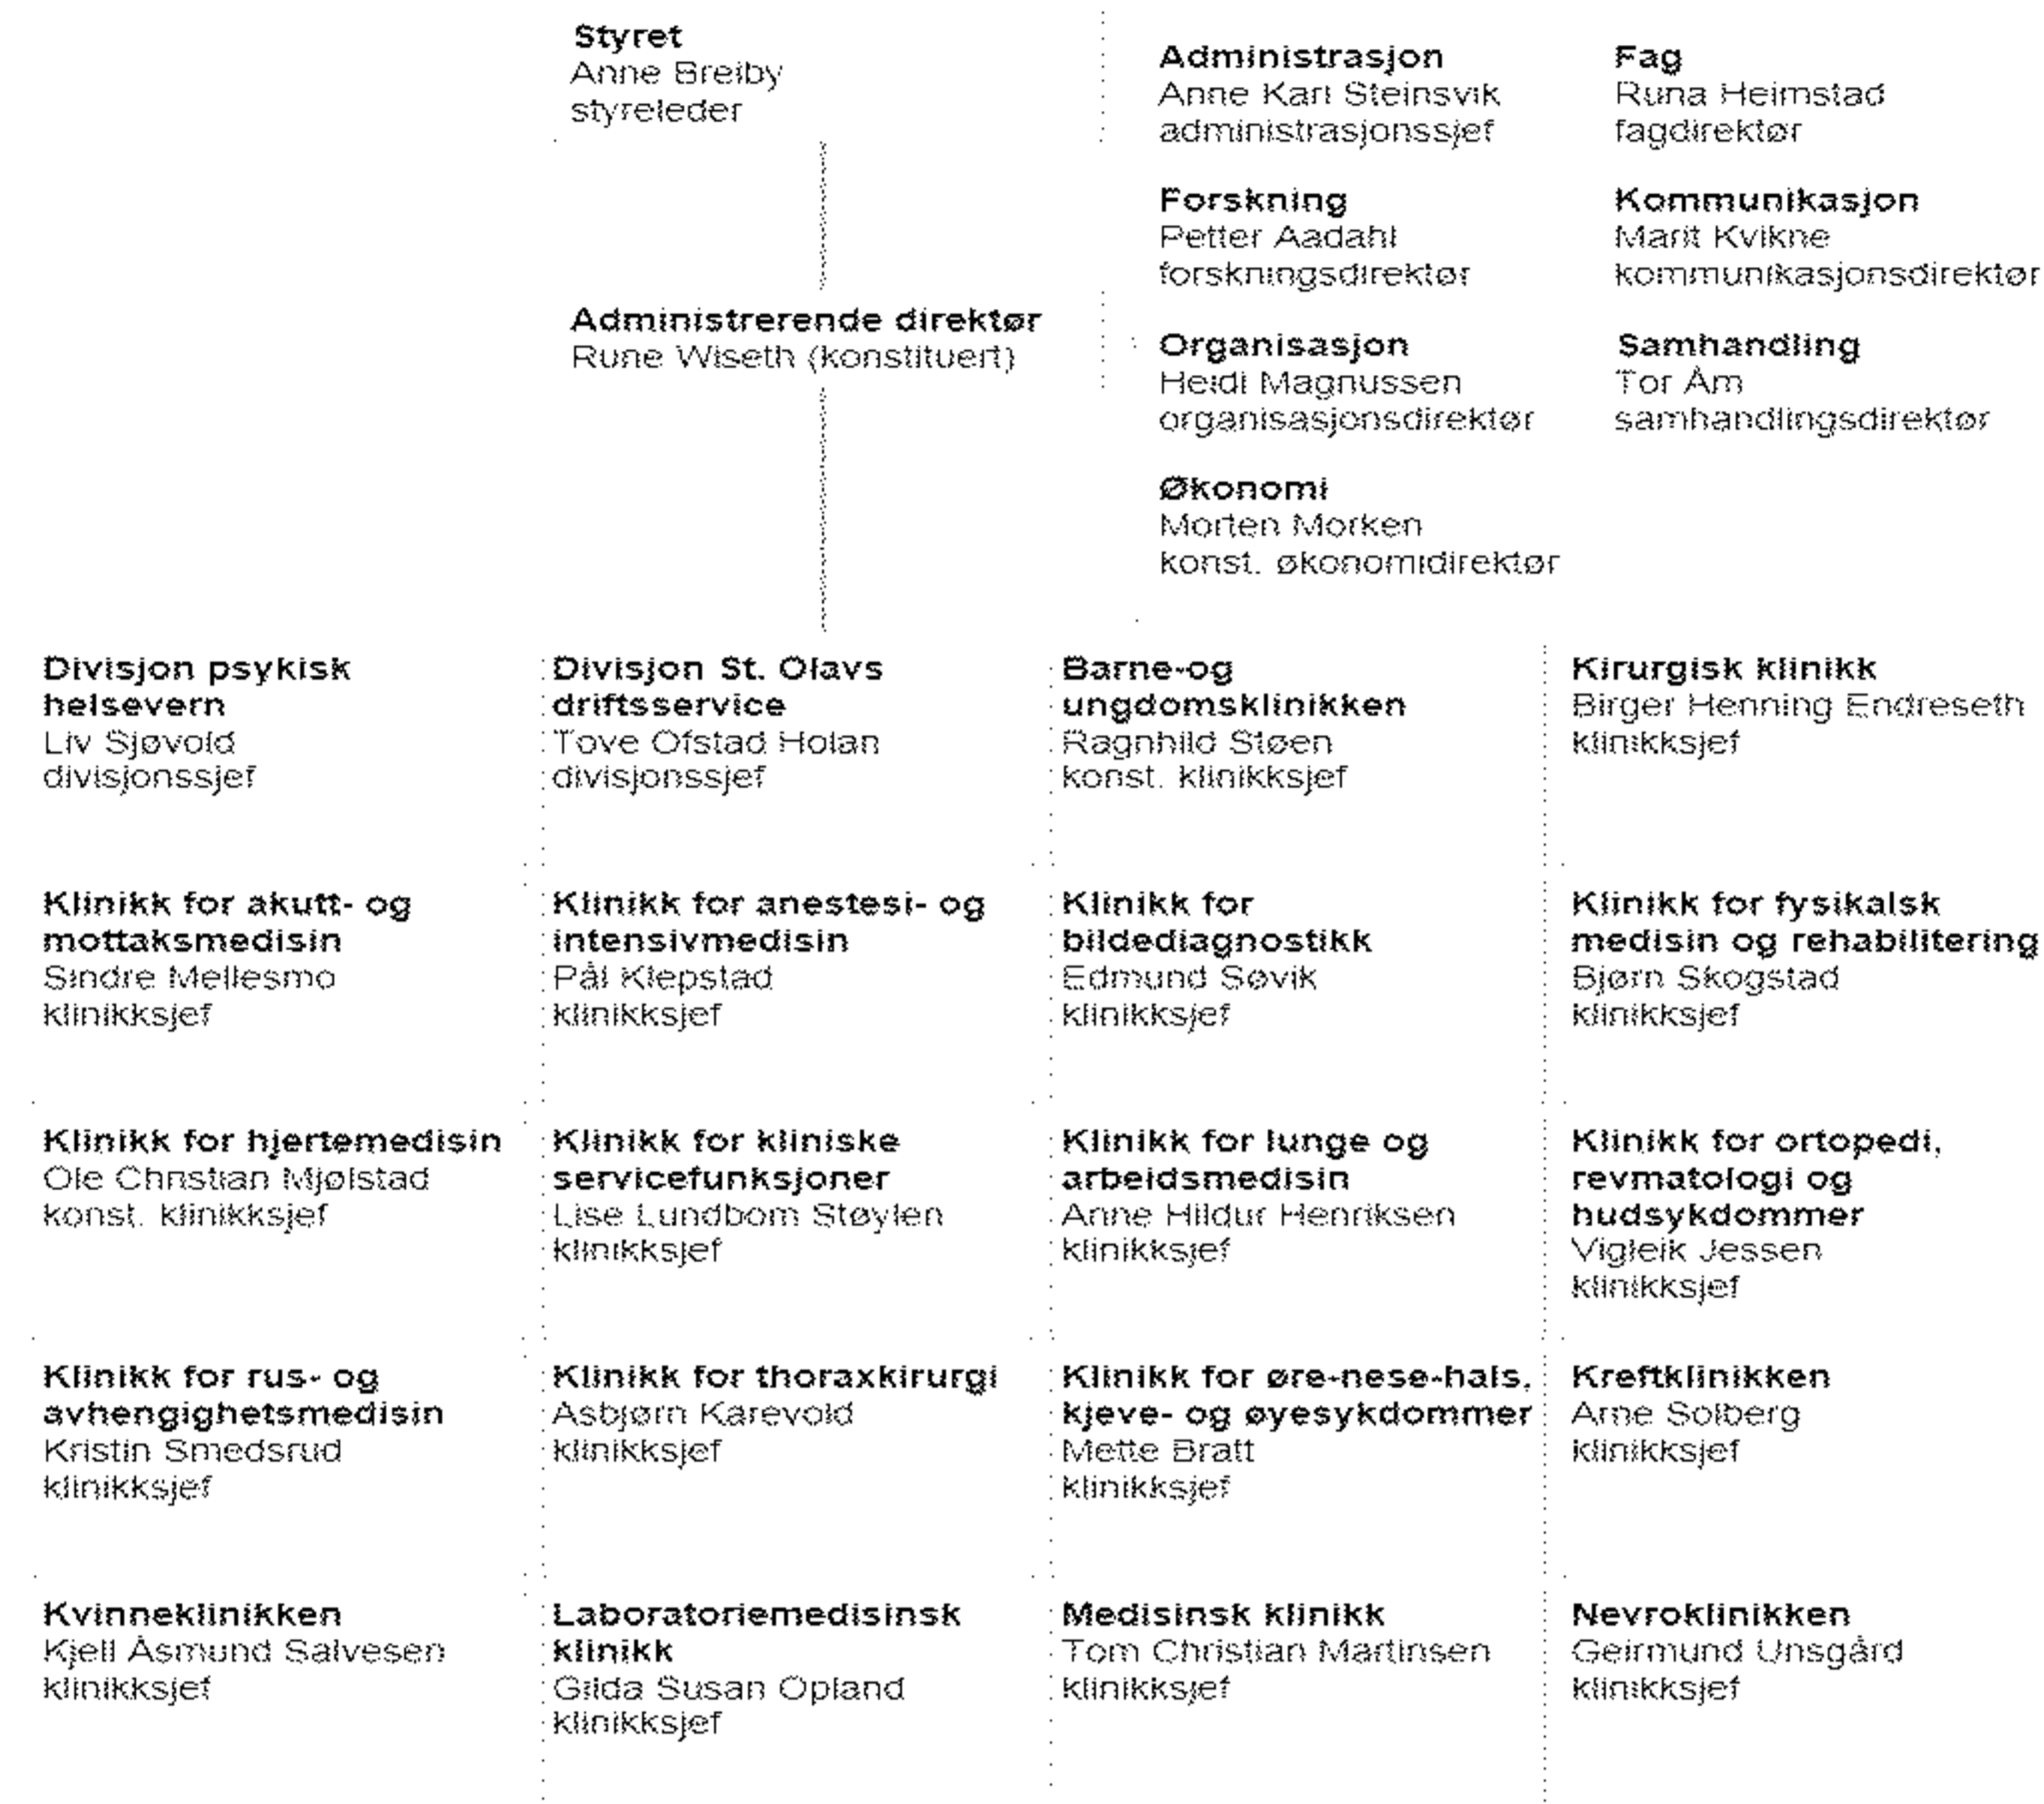 Styret
Anne Breiby
styreleder
Administrasjon
Anne Kari Steinsvik
administrasjonssjef
Fag
Runa Heimstad
fagdirektør
Forskning
Petter Aadahl
forskningsdirektør
Kommunikasjon
Marit Kvikne
kommunikasjonsdirektør
Administrerende direktør
Rune Wiseth (konstituert)
Organisasjon
Heidi Magnussen
organisasjonsdirektør
Samhandling
Tor Åm
samhandlingsdirektør
Økonomi
Morten Morken
konst. økonomidirektør
Divisjon psykisk
helsevern
Liv Sjøvold
divisjonssjef
Divisjon St. Olavs
driftsservice
Tove Ofstad Holan
divisjonssjef
Barne-og
ungdomsklinikken
Ragnhild Støen
konst. klinikksjef
Kirurgisk klinikk
Birger Henning Endreseth
klinikksjef
Klinikk for akutt- og
mottaksmedisin
Sindre Mellesmo
klinikksjef
Klinikk for anestesi- og
intensivmedisin
Pål Klepstad
klinikksjef
Klinikk for
bildediagnostikk
Edmund Søvik
klinikksjef
Klinikk for fysikalsk
medisin og rehabilitering
Bjørn Skogstad
klinikksjef
Klinikk for hjertemedisin
Ole Christian Mjølstad
konst. klinikksjef
Klinikk for kliniske
servicefunksjoner
Lise Lundbom Støylen
klinikksjef
Klinikk for lunge og
arbeidsmedisin
Anne Hildur Henriksen
klinikksjef
Klinikk for ortopedi,
revmatologi og
hudsykdommer
Vigleik Jessen
klinikksjef
Klinikk for rus- og
avhengighetsmedisin
Kristin Smedsrud
klinikksjef
Klinikk for thoraxkirurgi
Asbjørn Karevold
klinikksjef
Klinikk for øre-nese-hals,
kjeve- og øyesykdommer
Mette Bratt
klinikksjef
Kreftklinikken
Arne Solberg
klinikksjef
Kvinneklinikken
Kjell Åsmund Salvesen
klinikksjef
Laboratoriemedisinsk
klinikk
Gilda Susan Opland
klinikksjef
Medisinsk klinikk
Tom Christian Martinsen
klinikksjef
Nevroklinikken
Geirmund Unsgård
klinikksjef